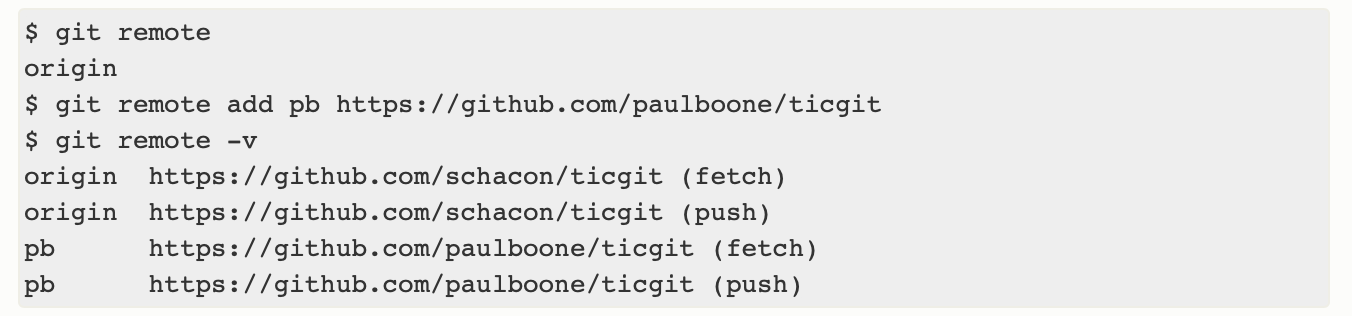 $ git remote
origin
$ git remote add pb https://github.com/paulboone/ticgit
$ git remote -v
origin  https://github.com/schacon/ticgit (fetch)
origin  https://github.com/schacon/ticgit (push)
pb      https://github.com/paulboone/ticgit (fetch)
pb      https://github.com/paulboone/ticgit (push)